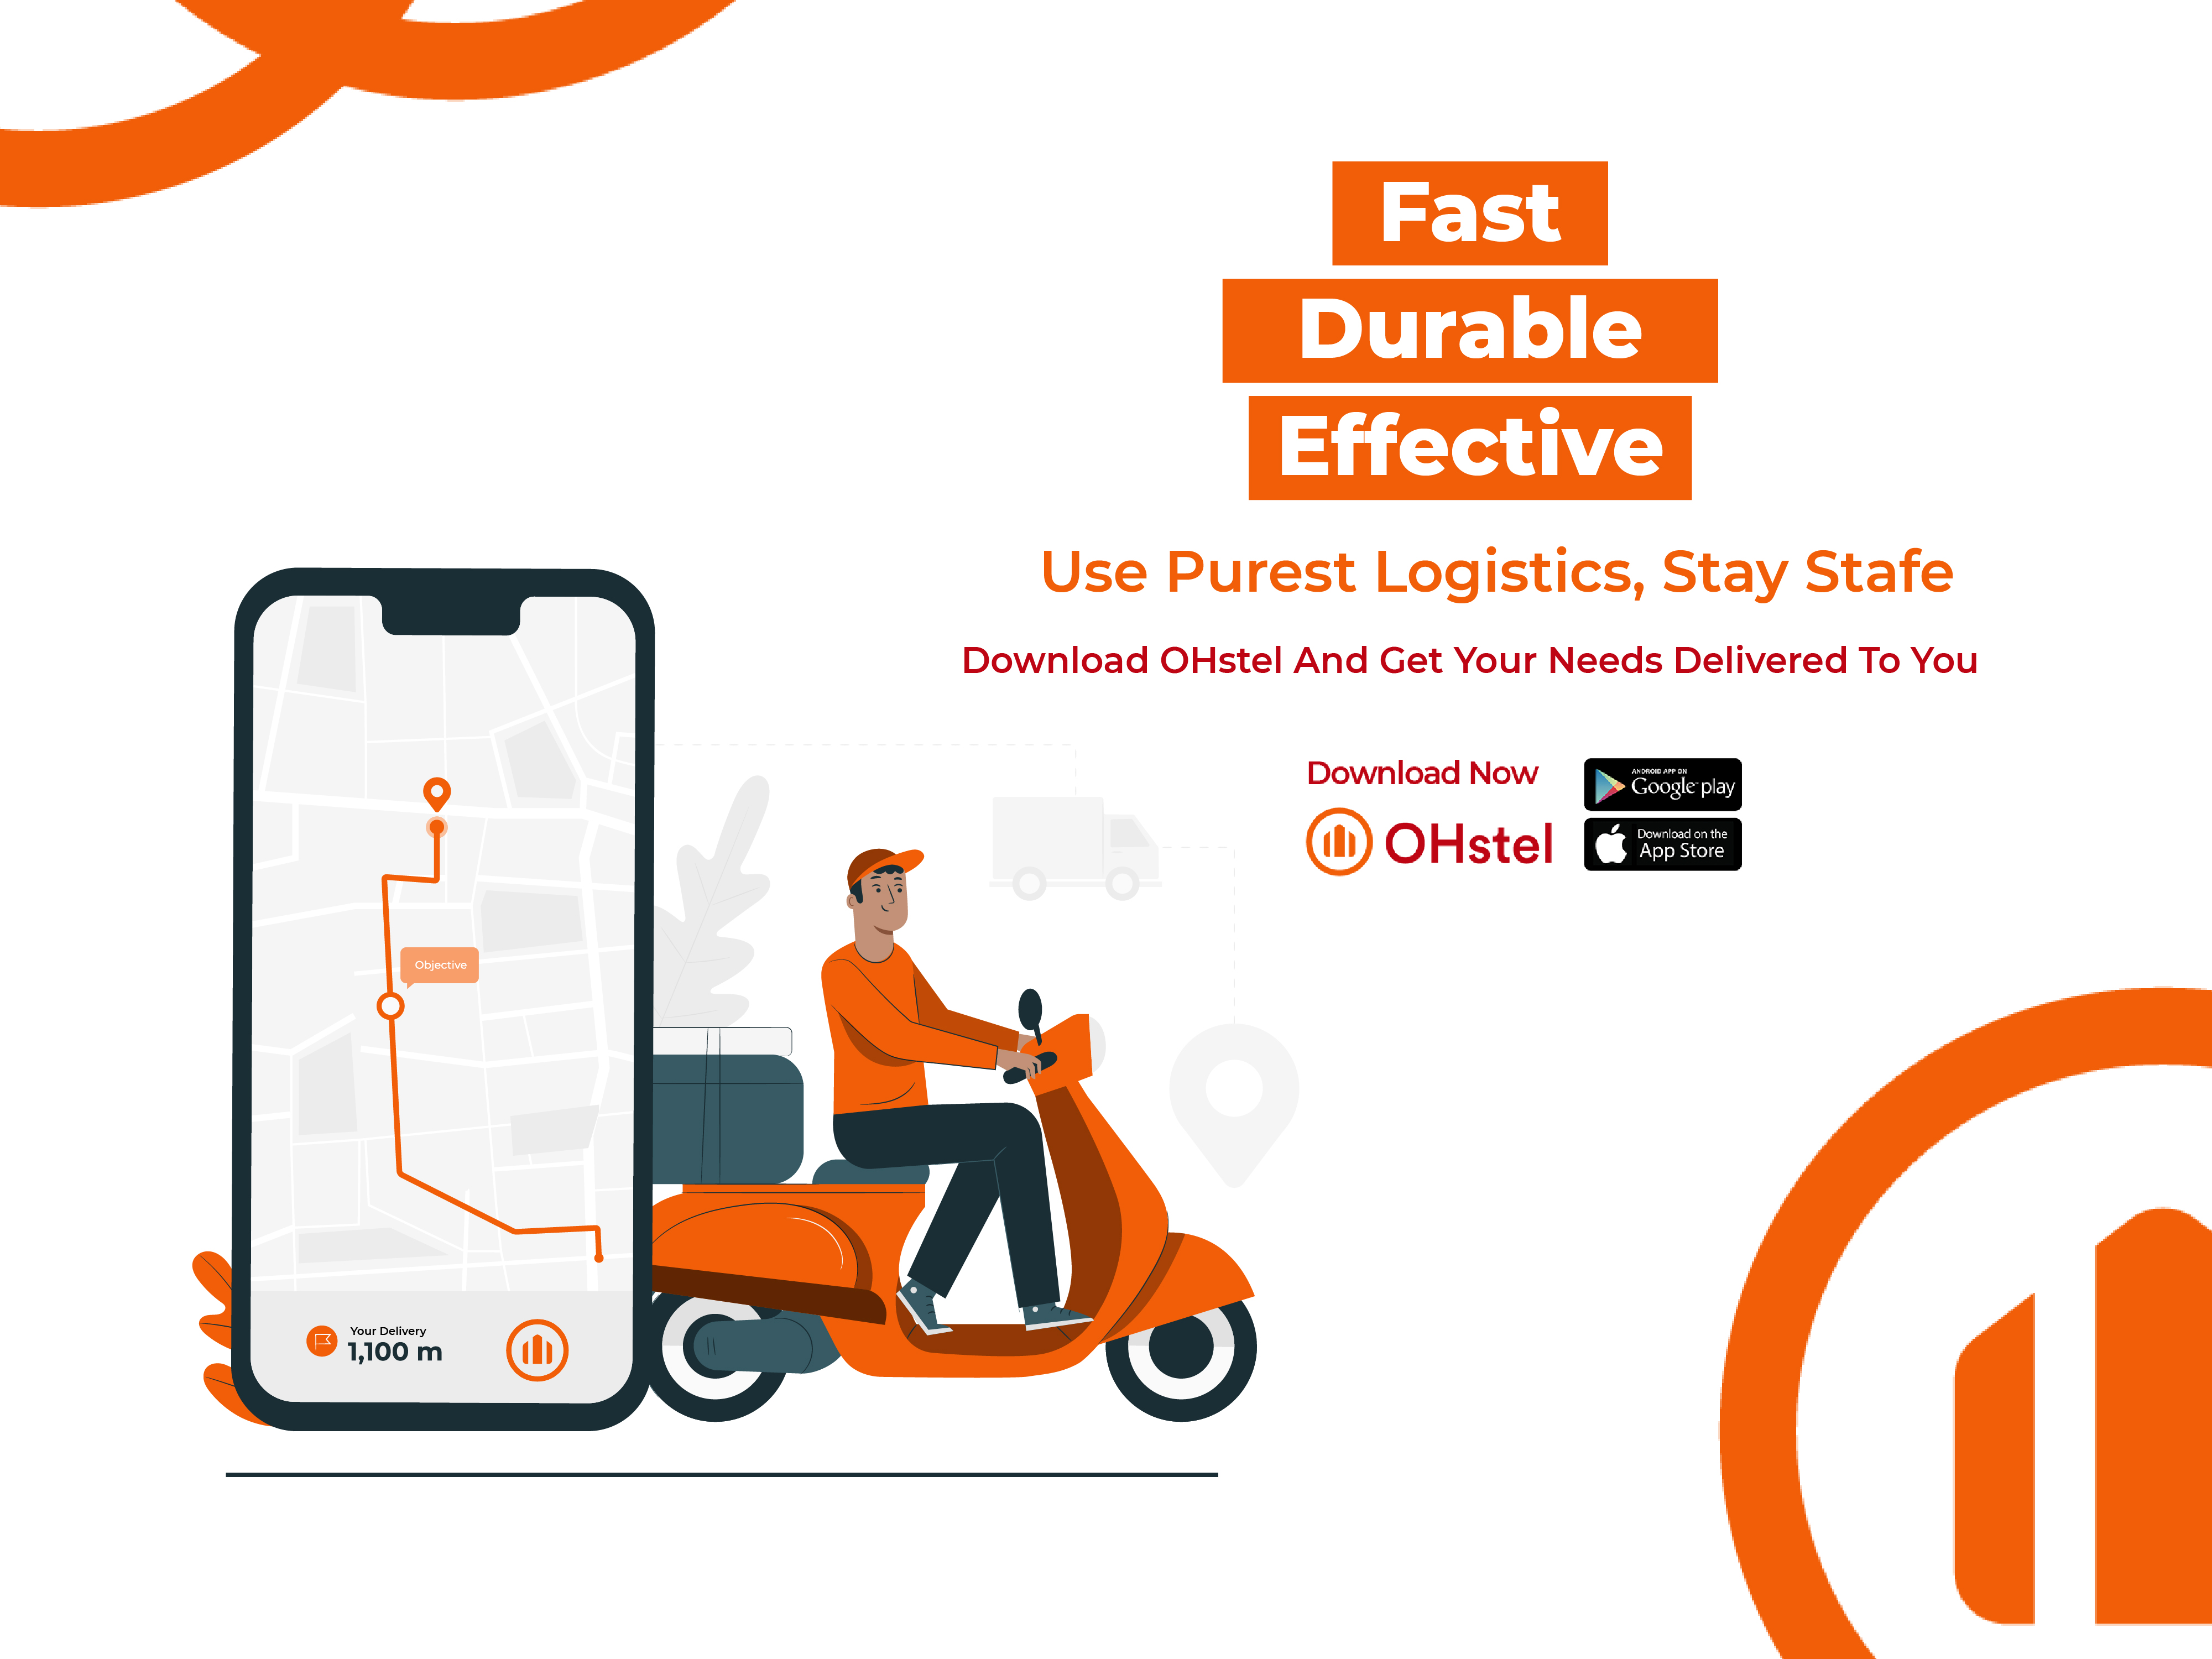 Fast
Durable
Effective
Use Purest Logistics, Stay Stafe
Download OHstel And Get Your Needs Delivered To You
Download Now
OHstel
ANDROID APP ON
Google play
Download on the
App Store
Objective
Your Delivery
1,100 m